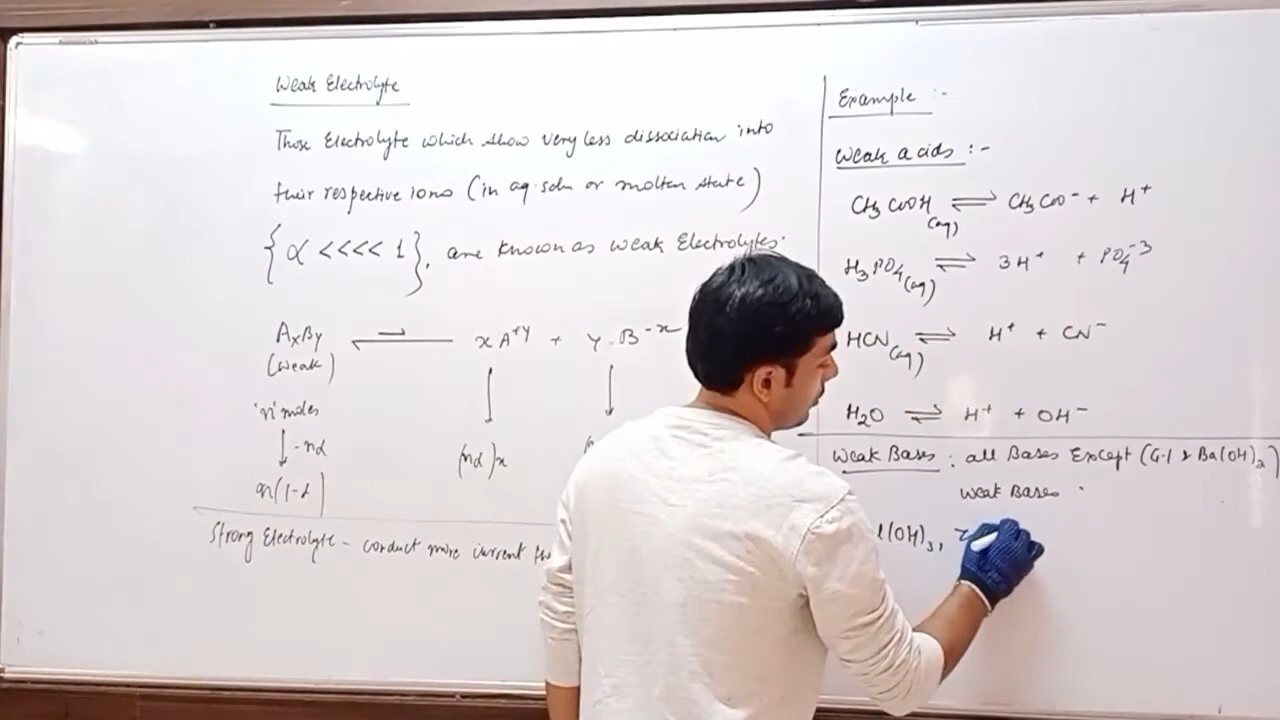 Weak Electrolyte
Those Electrolyte which show very less dissociation into
their respective ions (in aq. soln or molten state)
{α <<<< 1}, are known as weak Electrolytes.
AxBy ⇌ xA⁺ʸ + y.B⁻ˣ
(weak)
'n' moles
-nα
(nα)x
n(1-α)
Strong Electrolyte - conduct more current
Example :-
Weak acids :-
CH₃COOH(aq) ⇌ CH₃COO⁻ + H⁺
H₃PO₄(aq) ⇌ 3H⁺ + PO₄⁻³
HCN(aq) ⇌ H⁺ + CN⁻
H₂O ⇌ H⁺ + OH⁻
Weak Bases : all Bases Except (G-1 & Ba(OH)₂)
Weak Bases.
l(OH)₃,